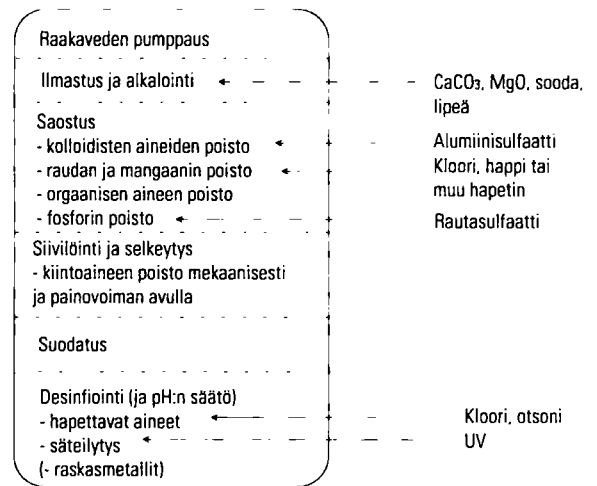 Raakaveden pumppaus
Ilmastus ja alkalointi
CaCO₃, MgO, sooda,
lipeä
Saostus
- kolloidisten aineiden poisto
Alumiinisulfaatti
- raudan ja mangaanin poisto
Kloori, happi tai
muu hapetin
- orgaanisen aineen poisto
- fosforin poisto
Rautasulfaatti
Siivilöinti ja selkeytys
- kiintoaineen poisto mekaanisesti
ja painovoiman avulla
Suodatus
Desinfiointi (ja pH:n säätö)
- hapettavat aineet
Kloori, otsoni
- säteilytys
UV
(- raskasmetallit)